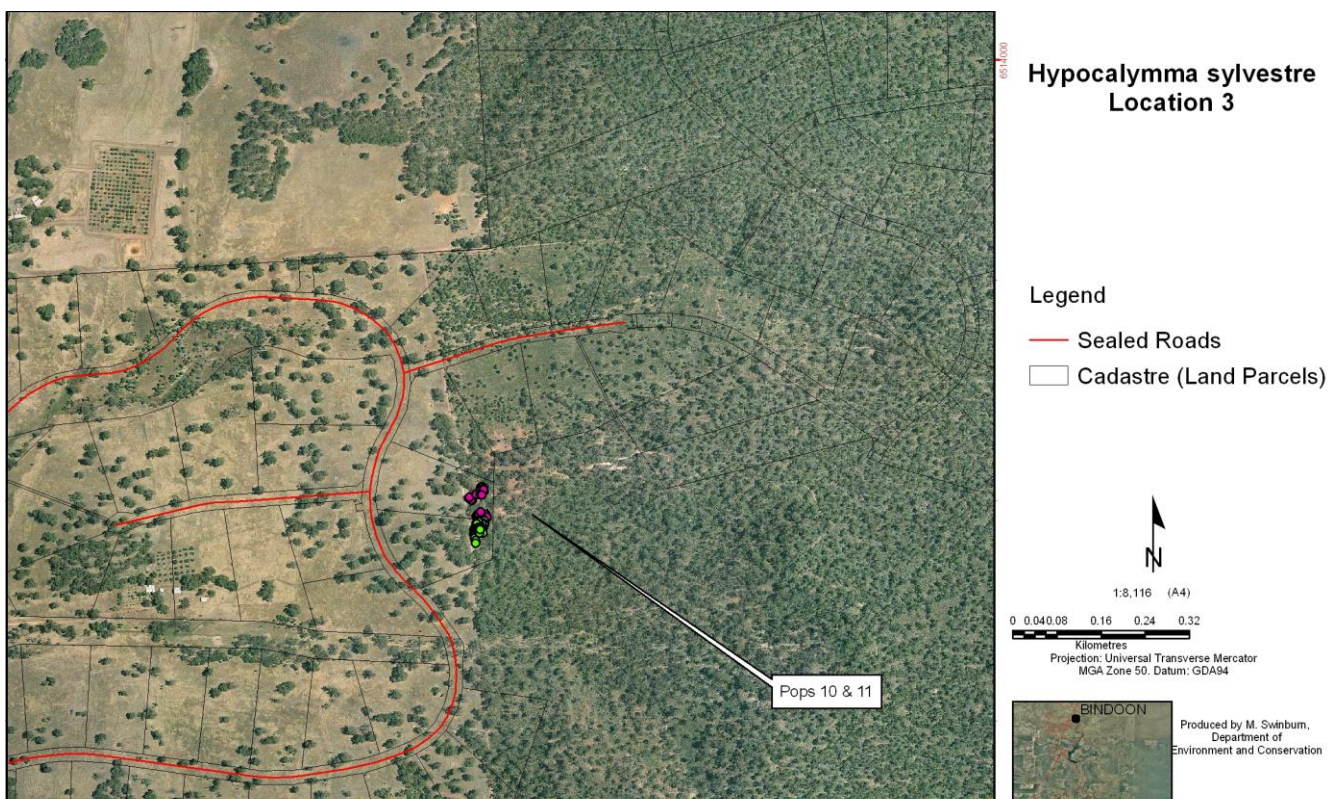 Hypocalymma sylvestre
Location 3
6514000
Legend
Sealed Roads
Cadastre (Land Parcels)
N
1:8,116 (A4)
0 0.04 0.08 0.16 0.24 0.32
Kilometres
Projection: Universal Transverse Mercator
MGA Zone 50. Datum: GDA94
Pops 10 & 11
BINDOON
Produced by M. Swinburn,
Department of
Environment and Conservation